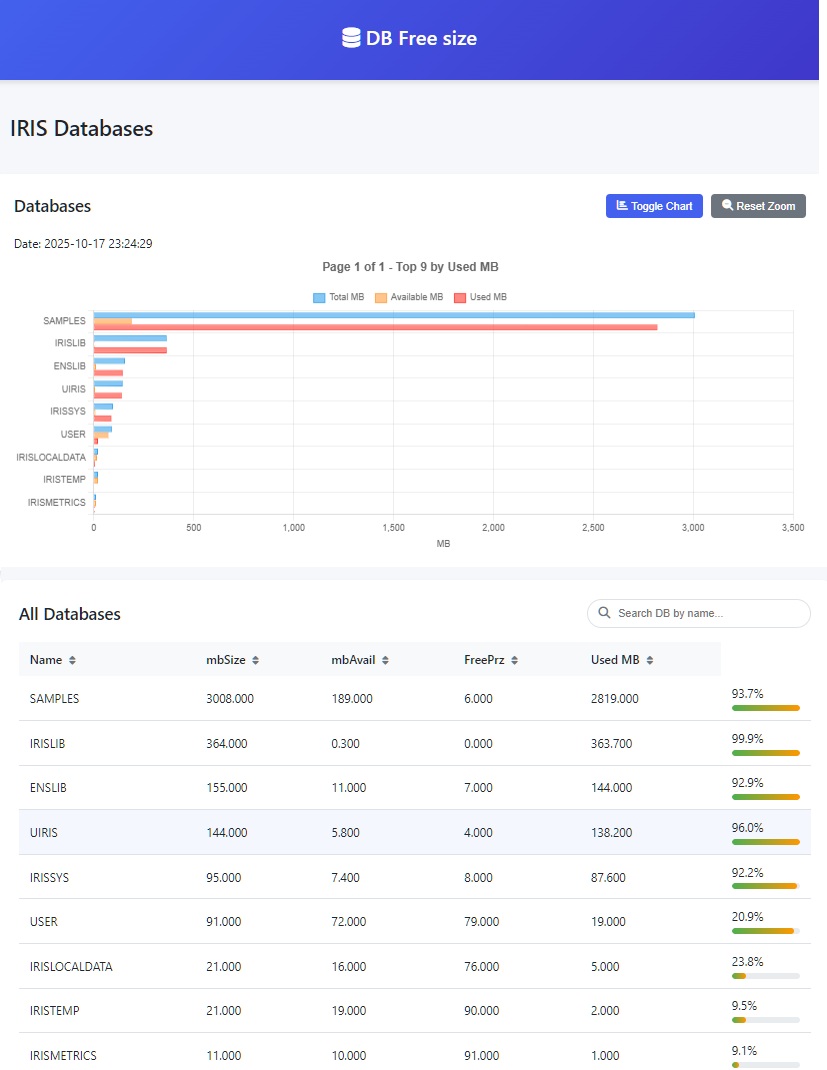 DB Free size
IRIS Databases
Databases
Toggle Chart
Reset Zoom
Date: 2025-10-17 23:24:29
Page 1 of 1 - Top 9 by Used MB
Total MB Available MB Used MB
SAMPLES
IRISLIB
ENSLIB
UIRIS
IRISSYS
USER
IRISLOCALDATA
IRISTEMP
IRISMETRICS
0 500 1,000 1,500 2,000 2,500 3,000 3,500
MB
All Databases
Search DB by name...
Name mbSize mbAvail FreePrz Used MB
SAMPLES 3008.000 189.000 6.000 2819.000 93.7%
IRISLIB 364.000 0.300 0.000 363.700 99.9%
ENSLIB 155.000 11.000 7.000 144.000 92.9%
UIRIS 144.000 5.800 4.000 138.200 96.0%
IRISSYS 95.000 7.400 8.000 87.600 92.2%
USER 91.000 72.000 79.000 19.000 20.9%
IRISLOCALDATA 21.000 16.000 76.000 5.000 23.8%
IRISTEMP 21.000 19.000 90.000 2.000 9.5%
IRISMETRICS 11.000 10.000 91.000 1.000 9.1%